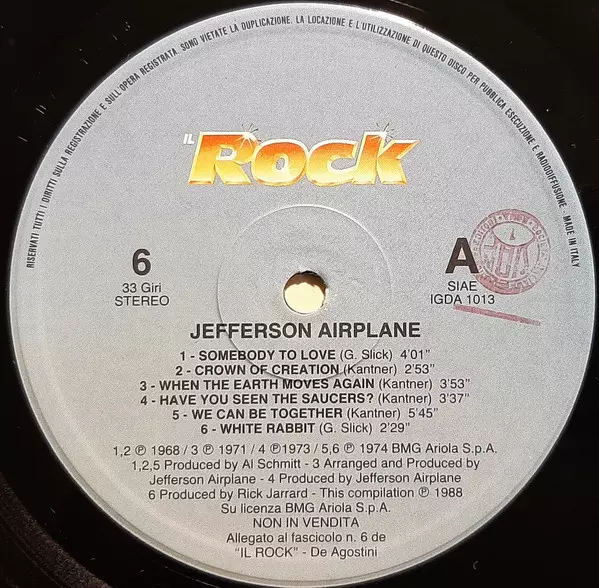 RISERVATI TUTTI I DIRITTI SULLA REGISTRAZIONE E SULL'OPERA REGISTRATA. SONO VIETATE LA DUPLICAZIONE. LA LOCAZIONE E L'UTILIZZAZIONE DI QUESTO DISCO PER PUBBLICA ESECUZIONE E RADIODIFFUSIONE - MADE IN ITALY
IL Rock
6
33 Giri
STEREO
A
SIAE
IGDA 1013
JEFFERSON AIRPLANE
1 - SOMEBODY TO LOVE (G. Slick) 4'01"
2 - CROWN OF CREATION (Kantner) 2'53"
3 - WHEN THE EARTH MOVES AGAIN (Kantner) 3'53"
4 - HAVE YOU SEEN THE SAUCERS? (Kantner) 3'37"
5 - WE CAN BE TOGETHER (Kantner) 5'45"
6 - WHITE RABBIT (G. Slick) 2'29"
1,2 ℗ 1968 / 3 ℗ 1971 / 4 ℗1973 / 5,6 ℗ 1974 BMG Ariola S.p.A.
1,2,5 Produced by Al Schmitt - 3 Arranged and Produced by
Jefferson Airplane - 4 Produced by Jefferson Airplane
6 Produced by Rick Jarrard - This compilation ℗ 1988
Su licenza BMG Ariola S.p.A.
NON IN VENDITA
Allegato al fascicolo n. 6 de
"IL ROCK" - De Agostini